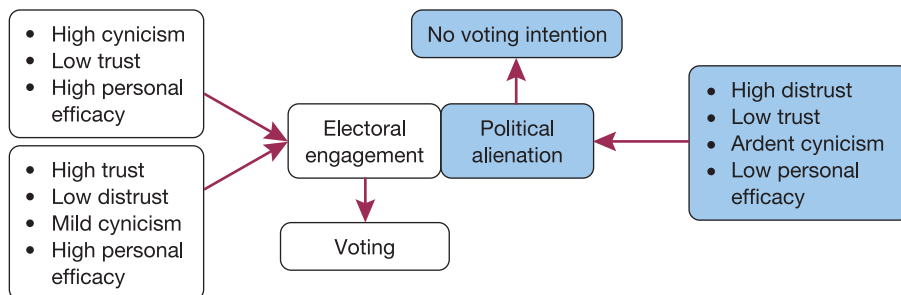 • High cynicism
• Low trust
• High personal
efficacy
• High trust
• Low distrust
• Mild cynicism
• High personal
efficacy
Electoral
engagement
Voting
No voting intention
Political
alienation
• High distrust
• Low trust
• Ardent cynicism
• Low personal
efficacy